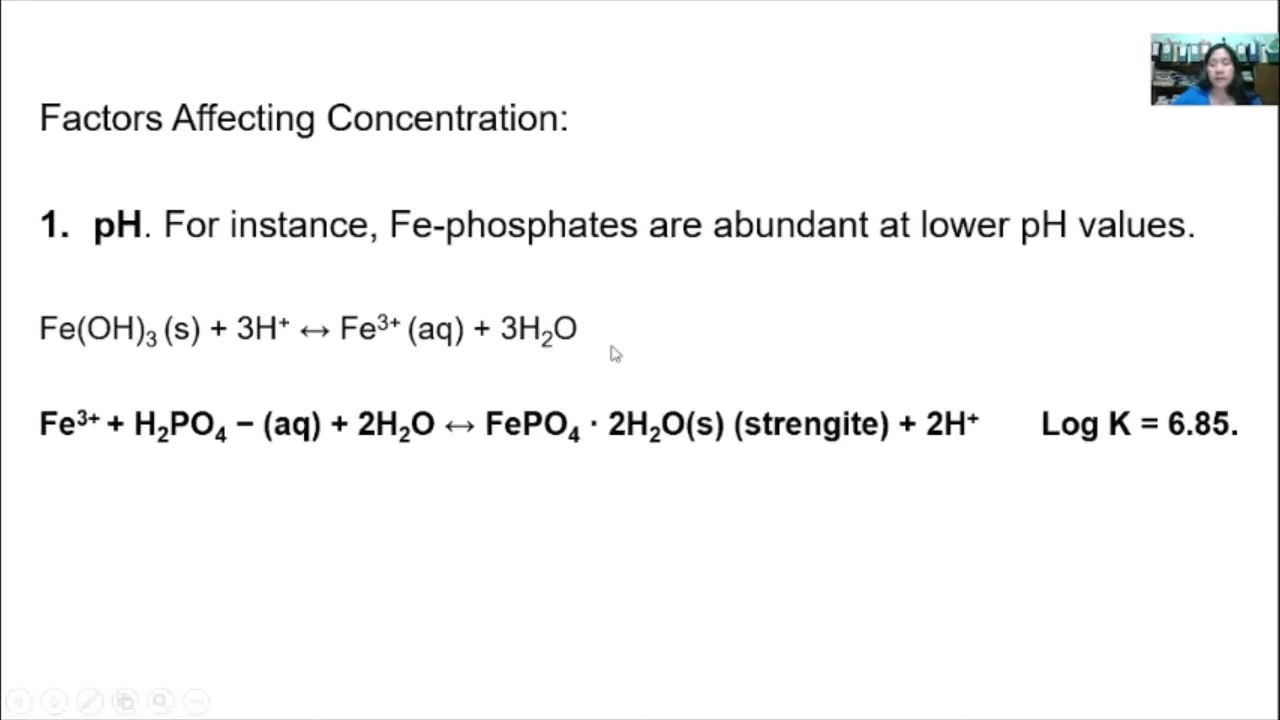 Factors Affecting Concentration:
1. pH. For instance, Fe-phosphates are abundant at lower pH values.
Fe(OH)₃ (s) + 3H⁺ ↔ Fe³⁺ (aq) + 3H₂O
Fe³⁺ + H₂PO₄ − (aq) + 2H₂O ↔ FePO₄ · 2H₂O(s) (strengite) + 2H⁺ Log K = 6.85.